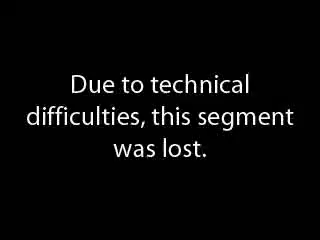 Due to technical
difficulties, this segment
was lost.